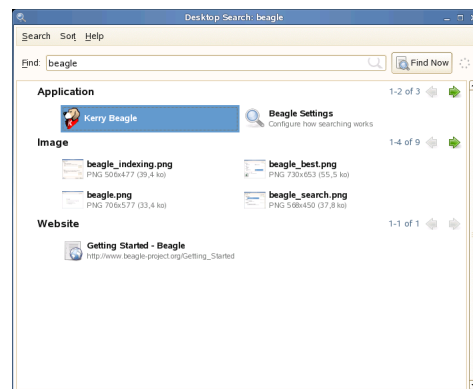 Desktop Search: beagle
Search Sort Help
Find: beagle Find Now
Application 1-2 of 3
Kerry Beagle
Beagle Settings
Configure how searching works
Image 1-4 of 9
beagle_indexing.png
PNG 506x477 (39,4 ko)
beagle_best.png
PNG 730x653 (55,5 ko)
beagle.png
PNG 706x577 (33,4 ko)
beagle_search.png
PNG 568x450 (37,8 ko)
Website 1-1 of 1
Getting Started - Beagle
http://www.beagle-project.org/Getting_Started